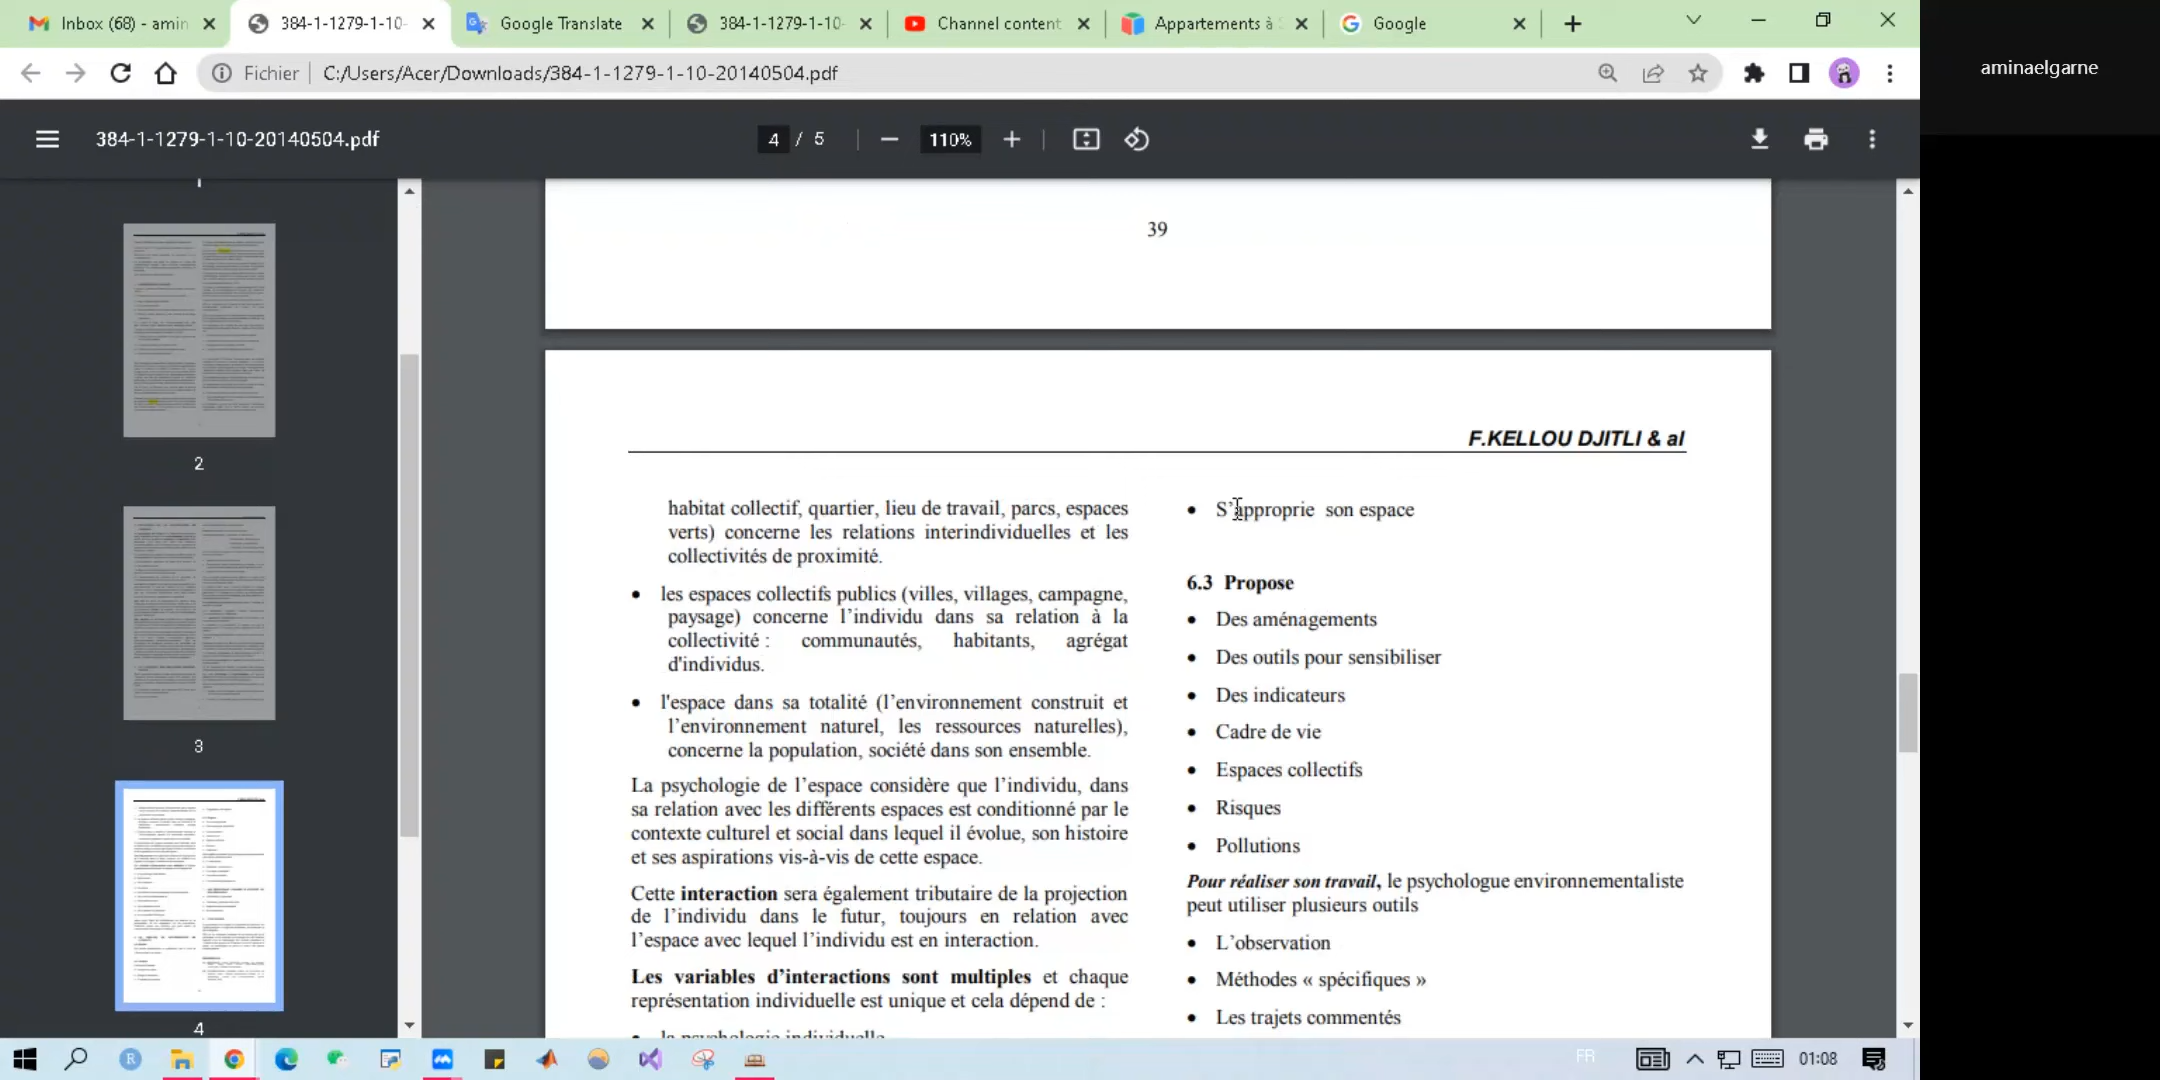 Inbox (68) - amin
384-1-1279-1-10-
Google Translate
384-1-1279-1-10-
Channel content
Appartements à
Google
Fichier
C:/Users/Acer/Downloads/384-1-1279-1-10-20140504.pdf
aminaelgarne
384-1-1279-1-10-20140504.pdf
4 / 5
110%
1
2
3
4
39
F.KELLOU DJITLI & al
habitat collectif, quartier, lieu de travail, parcs, espaces
verts) concerne les relations interindividuelles et les
collectivités de proximité.
• les espaces collectifs publics (villes, villages, campagne,
paysage) concerne l’individu dans sa relation à la
collectivité : communautés, habitants, agrégat
d'individus.
• l'espace dans sa totalité (l’environnement construit et
l’environnement naturel, les ressources naturelles),
concerne la population, société dans son ensemble.
La psychologie de l’espace considère que l’individu, dans
sa relation avec les différents espaces est conditionné par le
contexte culturel et social dans lequel il évolue, son histoire
et ses aspirations vis-à-vis de cette espace.
Cette interaction sera également tributaire de la projection
de l’individu dans le futur, toujours en relation avec
l’espace avec lequel l’individu est en interaction.
Les variables d’interactions sont multiples et chaque
représentation individuelle est unique et cela dépend de :
• la psychologie individuelle
• S’approprie son espace
6.3 Propose
• Des aménagements
• Des outils pour sensibiliser
• Des indicateurs
• Cadre de vie
• Espaces collectifs
• Risques
• Pollutions
Pour réaliser son travail, le psychologue environnementaliste
peut utiliser plusieurs outils
• L’observation
• Méthodes « spécifiques »
• Les trajets commentés
FR
01:08